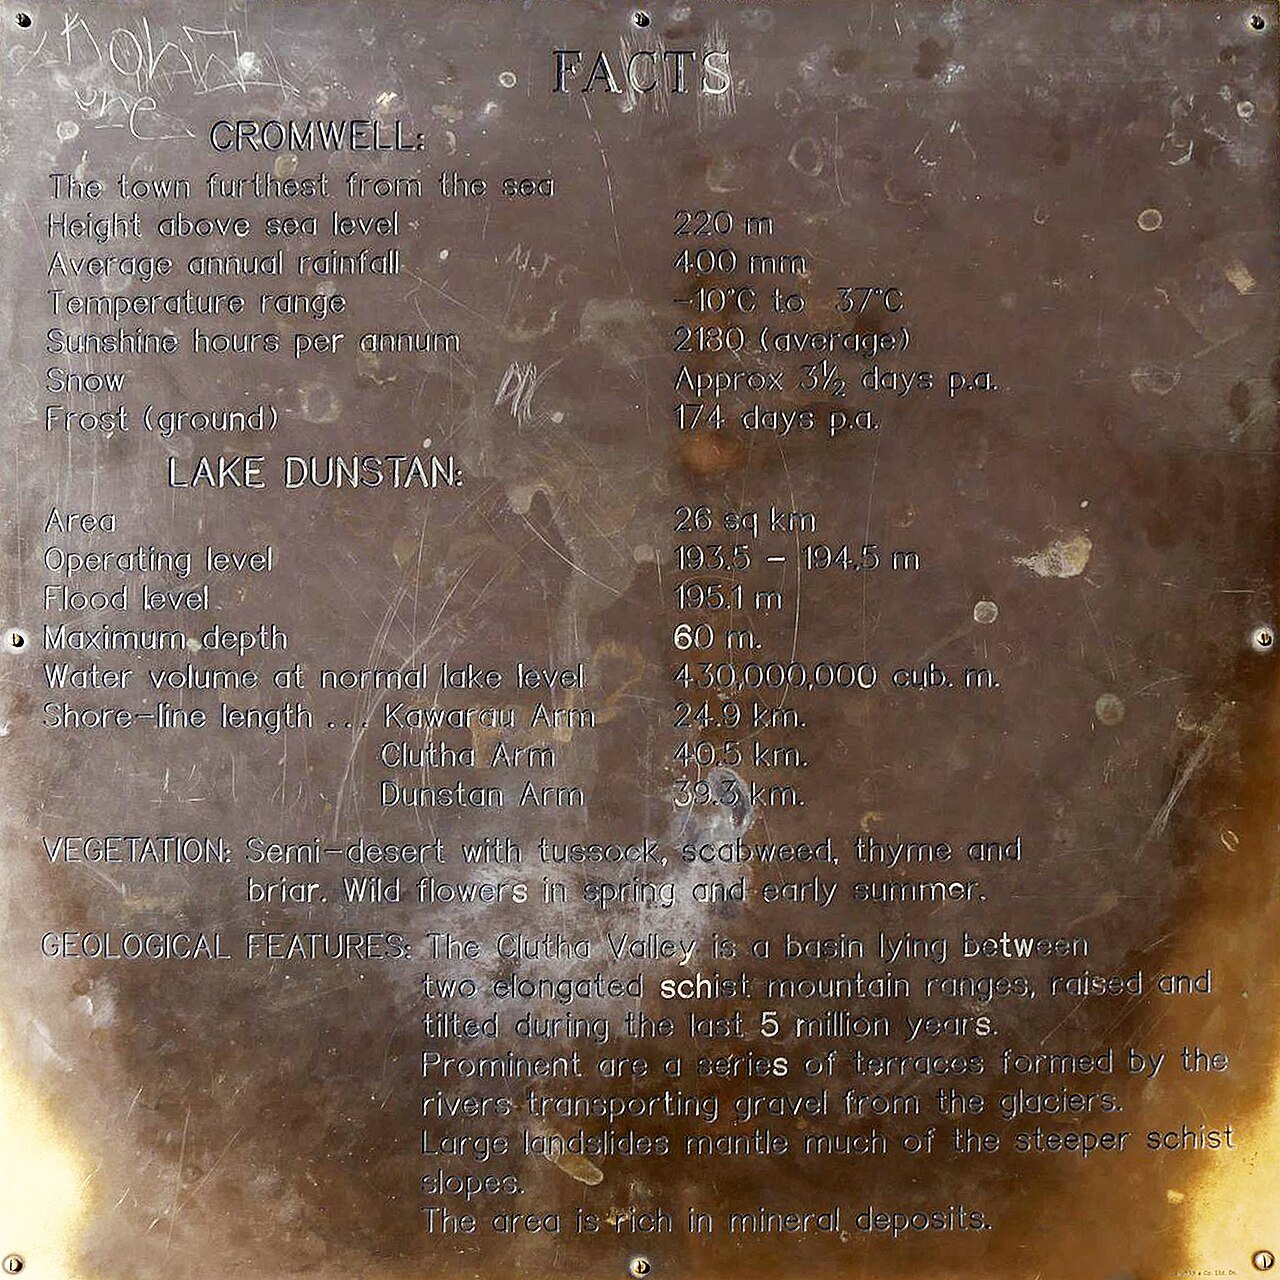 FACTS
CROMWELL:
The town furthest from the sea
Height above sea level 220 m
Average annual rainfall 400 mm
Temperature range -10°C to 37°C
Sunshine hours per annum 2180 (average)
Snow Approx 3½ days p.a.
Frost (ground) 174 days p.a.
LAKE DUNSTAN:
Area 26 sq km
Operating level 193.5 – 194.5 m
Flood level 195.1 m
Maximum depth 60 m.
Water volume at normal lake level 430,000,000 cub. m.
Shore-line length ... Kawarau Arm 24.9 km.
Clutha Arm 40.5 km.
Dunstan Arm 39.3 km.
VEGETATION: Semi-desert with tussock, scabweed, thyme and
briar. Wild flowers in spring and early summer.
GEOLOGICAL FEATURES: The Clutha Valley is a basin lying between
two elongated schist mountain ranges, raised and
tilted during the last 5 million years.
Prominent are a series of terraces formed by the
rivers transporting gravel from the glaciers.
Large landslides mantle much of the steeper schist
slopes.
The area is rich in mineral deposits.